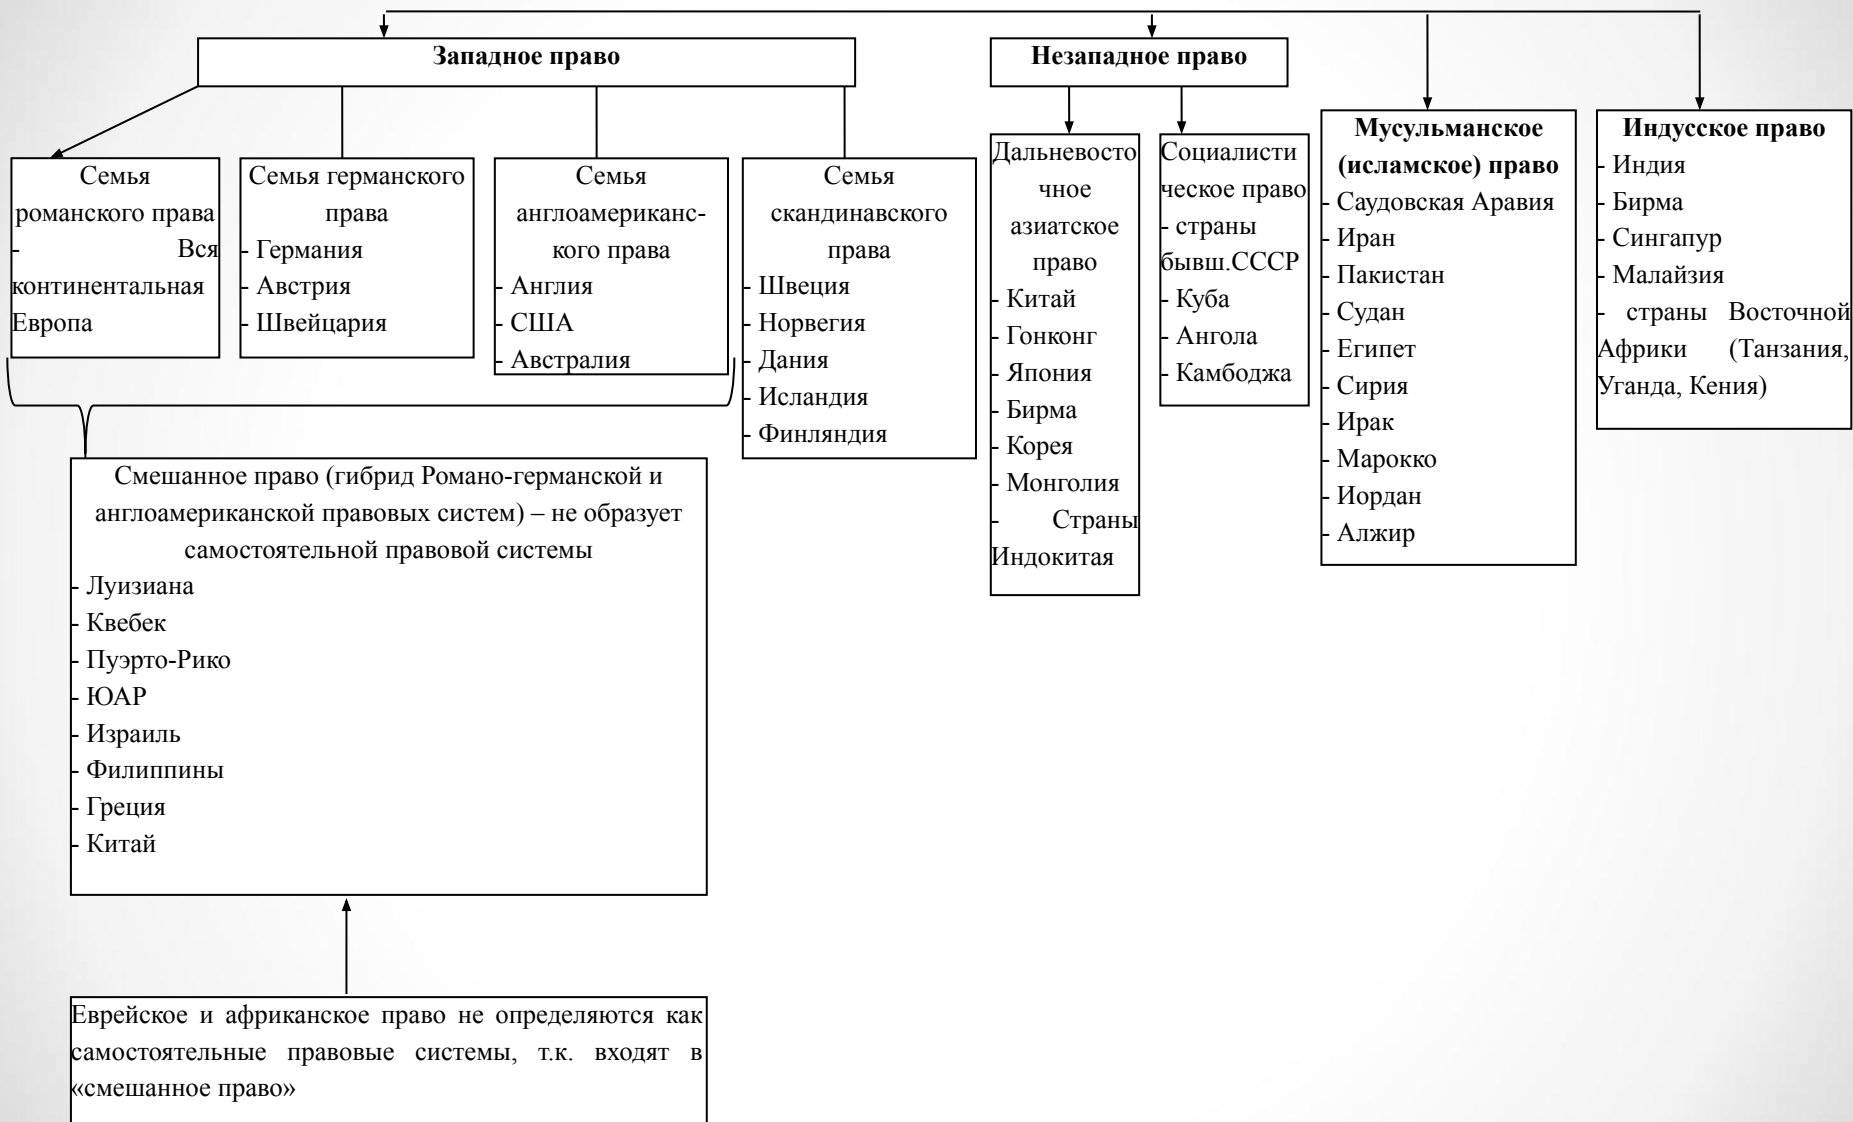 Западное право
Незападное право
Семья
романского права
- Вся
континентальная
Европа
Семья германского
права
- Германия
- Австрия
- Швейцария
Семья
англоамериканс-
кого права
- Англия
- США
- Австралия
Семья
скандинавского
права
- Швеция
- Норвегия
- Дания
- Исландия
- Финляндия
Дальневосто
чное
азиатское
право
- Китай
- Гонконг
- Япония
- Бирма
- Корея
- Монголия
- Страны
Индокитая
Социалисти
ческое право
- страны
бывш.СССР
- Куба
- Ангола
- Камбоджа
Мусульманское
(исламское) право
- Саудовская Аравия
- Иран
- Пакистан
- Судан
- Египет
- Сирия
- Ирак
- Марокко
- Иордан
- Алжир
Индусское право
- Индия
- Бирма
- Сингапур
- Малайзия
- страны Восточной
Африки (Танзания,
Уганда, Кения)
Смешанное право (гибрид Романо-германской и
англоамериканской правовых систем) – не образует
самостоятельной правовой системы
- Луизиана
- Квебек
- Пуэрто-Рико
- ЮАР
- Израиль
- Филиппины
- Греция
- Китай
Еврейское и африканское право не определяются как
самостоятельные правовые системы, т.к. входят в
«смешанное право»